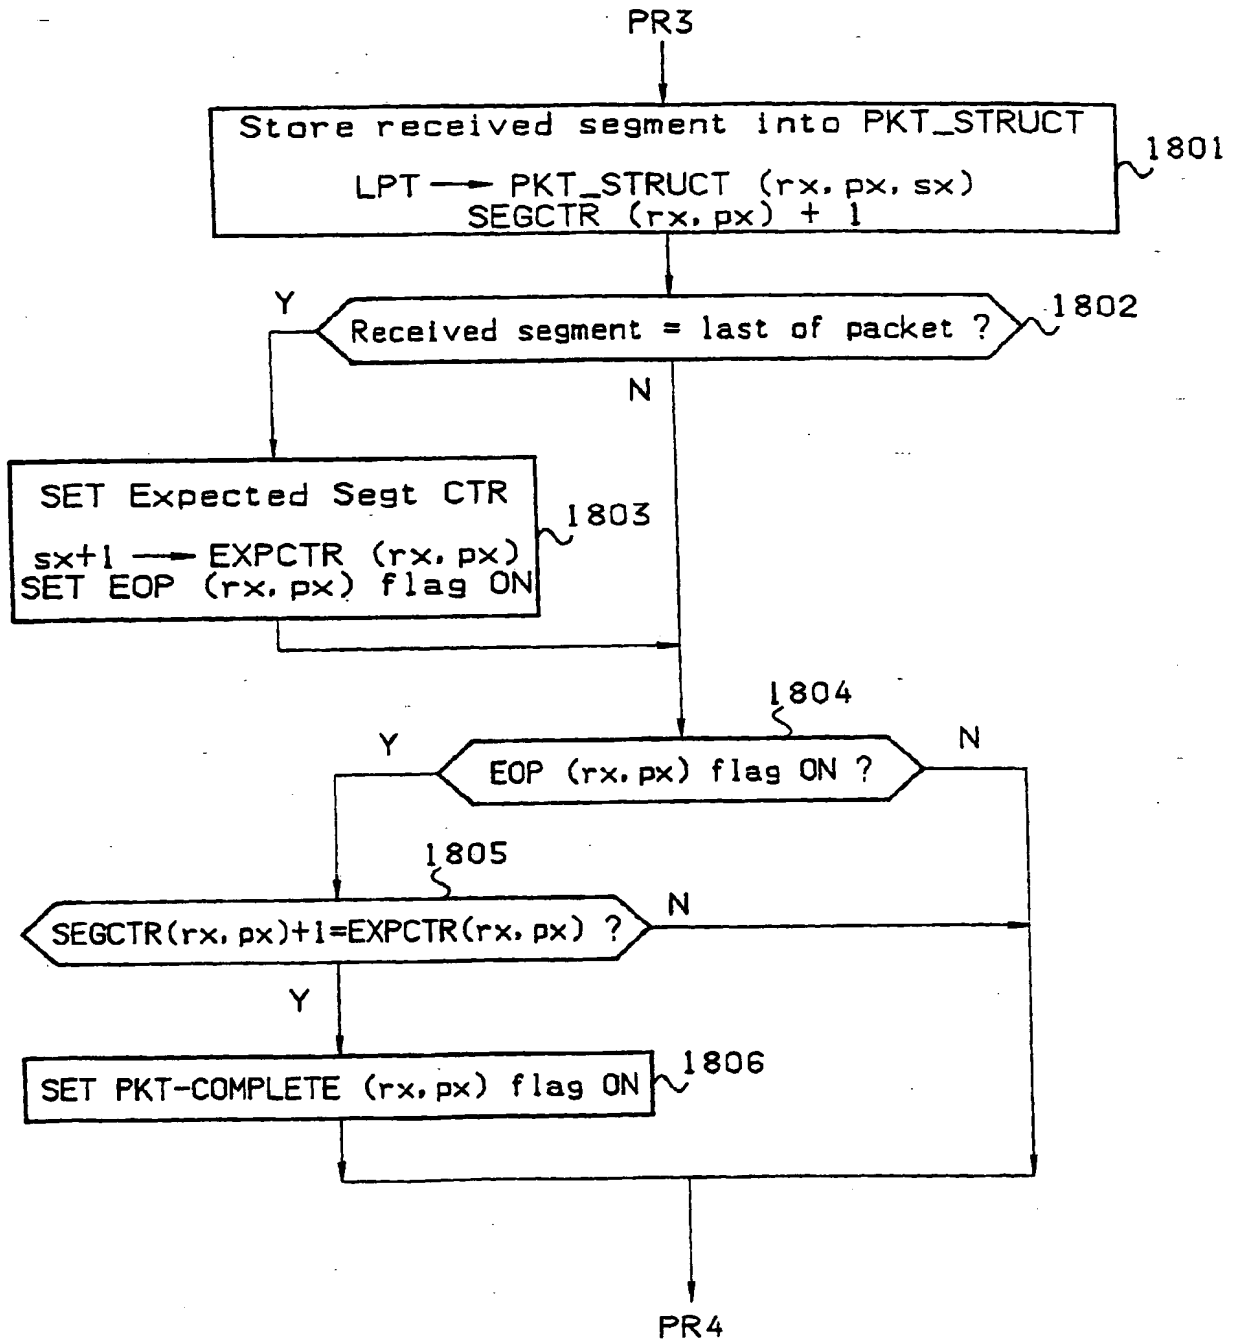 PR3
Store received segment into PKT_STRUCT
LPT → PKT_STRUCT (rx, px, sx)
SEGCTR (rx, px) + 1
1801
Y
Received segment = last of packet ?
1802
N
SET Expected Segt CTR
sx+1 → EXPCTR (rx, px)
SET EOP (rx, px) flag ON
1803
1804
Y
EOP (rx, px) flag ON ?
N
1805
SEGCTR(rx, px)+1=EXPCTR(rx, px) ?
N
Y
SET PKT-COMPLETE (rx, px) flag ON
1806
PR4